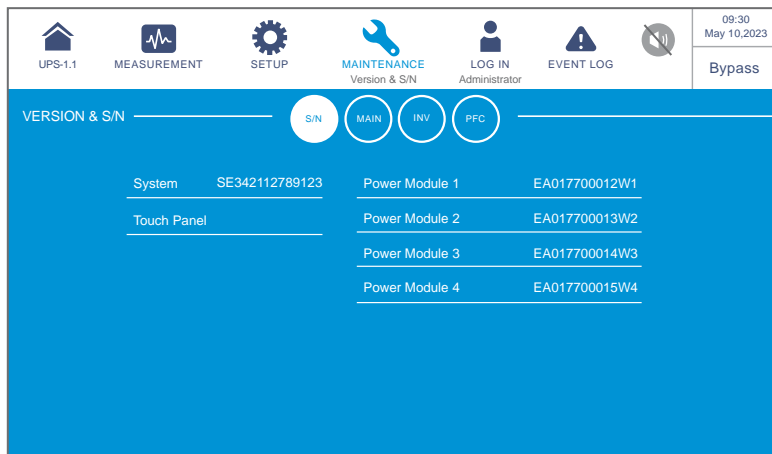 09:30
May 10,2023
UPS-1.1 MEASUREMENT SETUP MAINTENANCE LOG IN EVENT LOG
Version & S/N Administrator
Bypass
VERSION & S/N S/N MAIN INV PFC
System SE342112789123 Power Module 1 EA017700012W1
Touch Panel Power Module 2 EA017700013W2
Power Module 3 EA017700014W3
Power Module 4 EA017700015W4